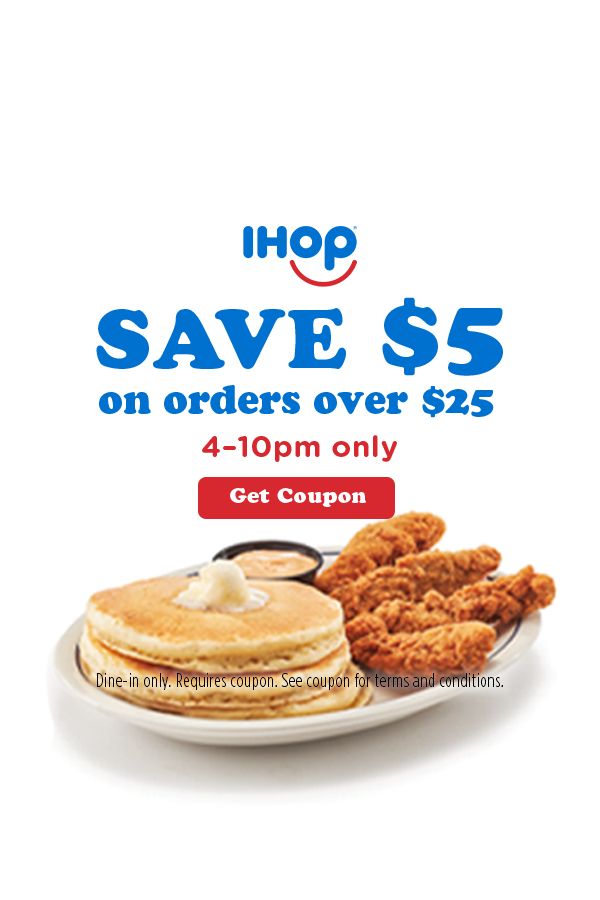 IHOP
SAVE $5
on orders over $25
4–10pm only
Get Coupon
Dine-in only. Requires coupon. See coupon for terms and conditions.